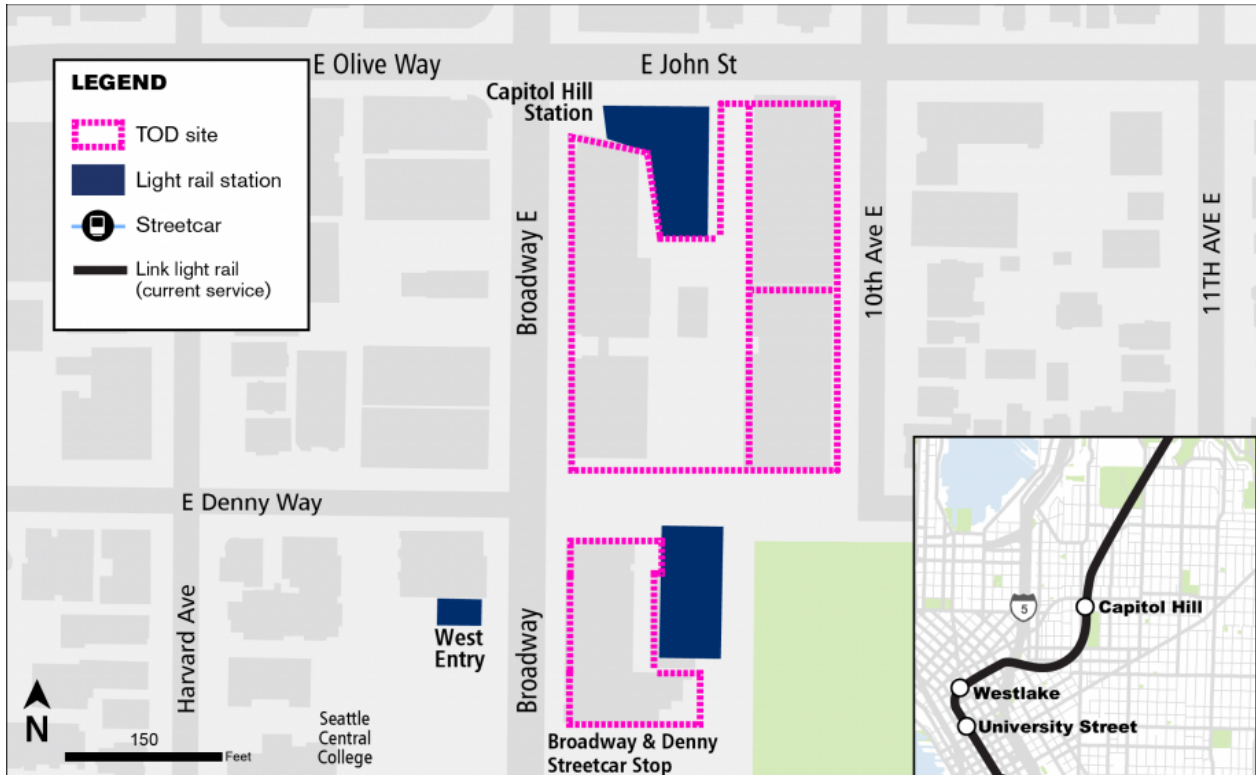 E Olive Way
E John St
LEGEND
TOD site
Light rail station
Streetcar
Link light rail
(current service)
Capitol Hill
Station
Broadway E
10th Ave E
11TH AVE E
E Denny Way
Harvard Ave
West
Entry
Broadway
N
150
Feet
Seattle
Central
College
Broadway & Denny
Streetcar Stop
5
Capitol Hill
Westlake
University Street